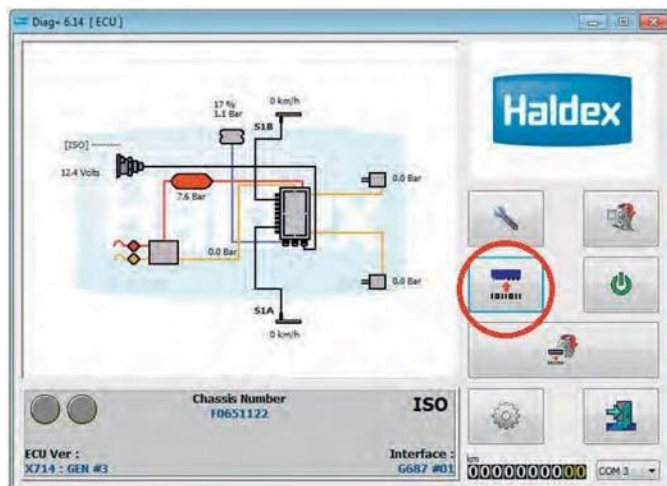 Diag+ 6.14 [ECU]
Haldex
17 %
1.1 Bar
0 km/h
S1B
[ISO]
12.4 Volts
7.6 Bar
0.0 Bar
0.0 Bar
0.0 Bar
S1A
0 km/h
Chassis Number
F0651122
ISO
ECU Ver :
X714 : GEN #3
Interface :
G687 #01
km
00000000000
COM 3